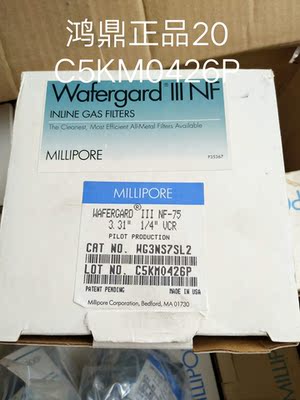 鸿鼎正品20
C5KM0426P
Wafergard™ III NF
INLINE GAS FILTERS
The Cleanest, Most Efficient All-Metal Filters Available
MILLIPORE
P35567
MILLIPORE
WAFERGARD® III NF-75
3.31" 1/4" VCR
PILOT PRODUCTION
CAT NO. WG3NS7SL2
LOT NO. C5KM0426P
PATENT PENDING
MADE IN USA
Millipore Corporation, Bedford, MA 01730